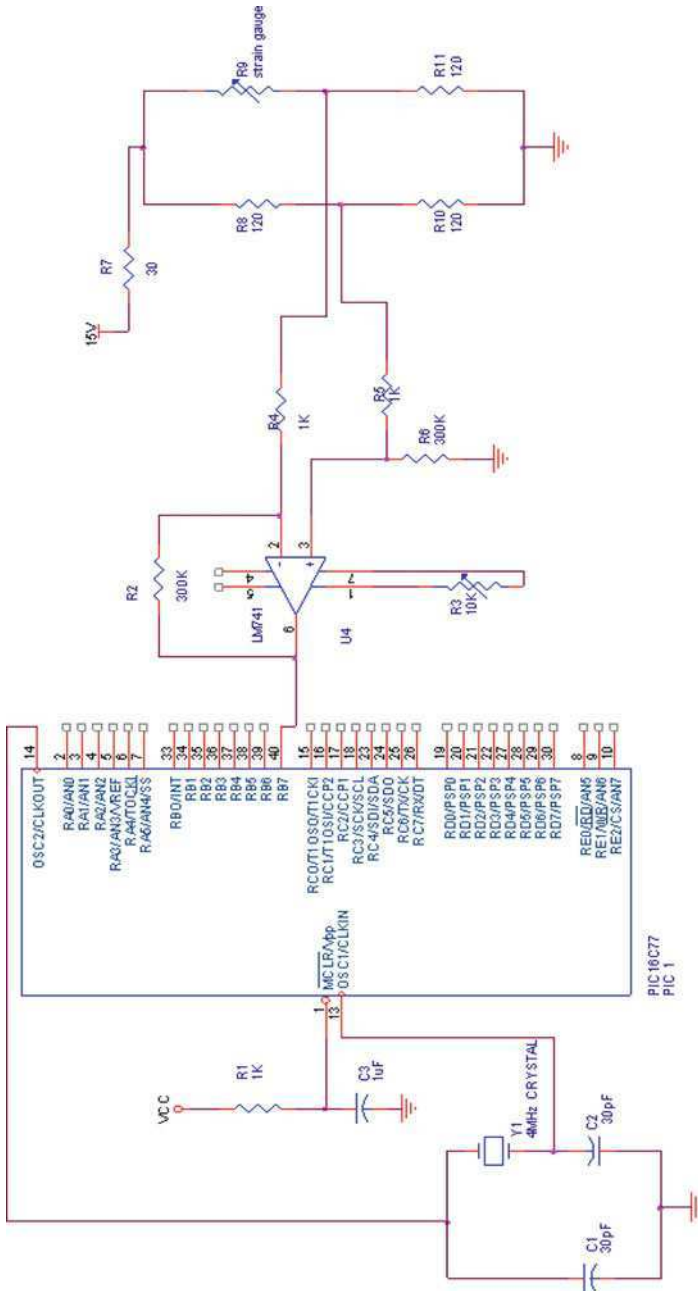 R9
strain gauge
R11
120
R8
120
R10
120
R7
30
15V
R4
1K
R5
1K
R6
300K
R2
300K
LM741
U4
2
3
4
5
6
7
1
-
+
R3
10K
PIC16C77
PIC 1
MCLR/Vpp
OSC1/CLKIN
1
13
OSC2/CLKOUT
14
RA0/AN0
2
RA1/AN1
3
RA2/AN2
4
RA3/AN3/VREF
5
RA4/TOCKI
6
RA5/AN4/SS
7
RB0/INT
33
RB1
34
RB2
35
RB3
36
RB4
37
RB5
38
RB6
39
RB7
40
RC0/T1OSO/T1CKI
15
RC1/T1OSI/CCP2
16
RC2/CCP1
17
RC3/SCK/SCL
18
RC4/SDI/SDA
23
RC5/SDO
24
RC6/TX/CK
25
RC7/RX/DT
26
RD0/PSP0
19
RD1/PSP1
20
RD2/PSP2
21
RD3/PSP3
22
RD4/PSP4
27
RD5/PSP5
28
RD6/PSP6
29
RD7/PSP7
30
RE0/RD/AN5
8
RE1/WR/AN6
9
RE2/CS/AN7
10
VCC
R1
1K
C3
1uF
Y1
4MHz CRYSTAL
C2
30pF
C1
30pF